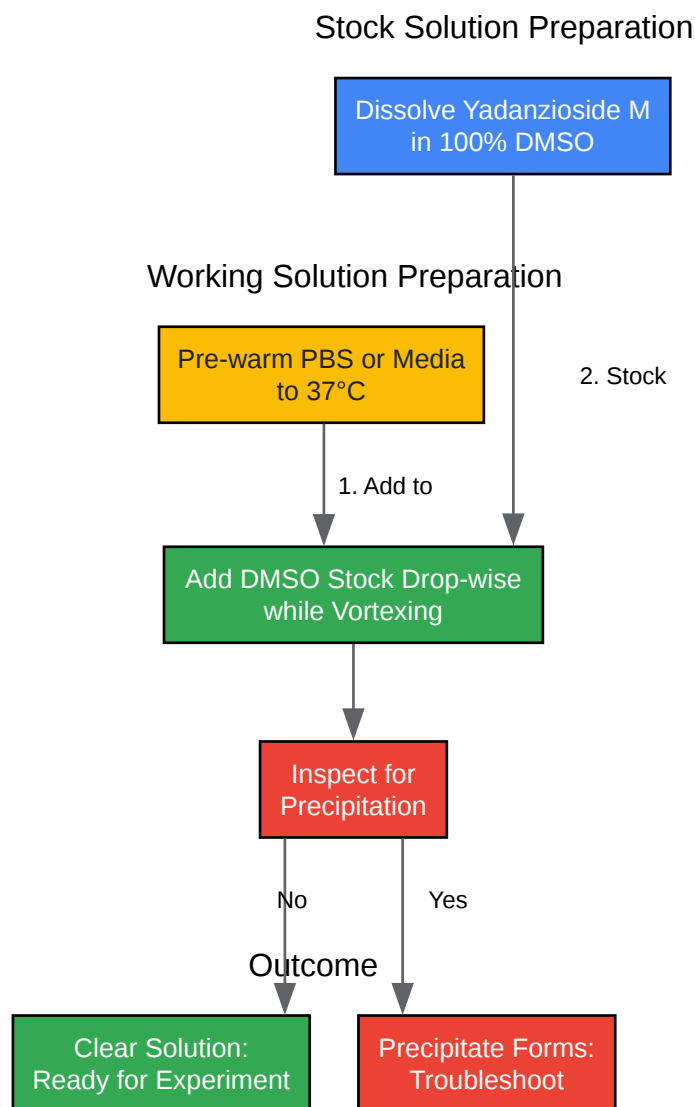 Stock Solution Preparation
Dissolve Yadanzioside M
in 100% DMSO
Working Solution Preparation
Pre-warm PBS or Media
to 37°C
2. Stock
1. Add to
Add DMSO Stock Drop-wise
while Vortexing
Inspect for
Precipitation
No
Yes
Outcome
Clear Solution:
Ready for Experiment
Precipitate Forms:
Troubleshoot